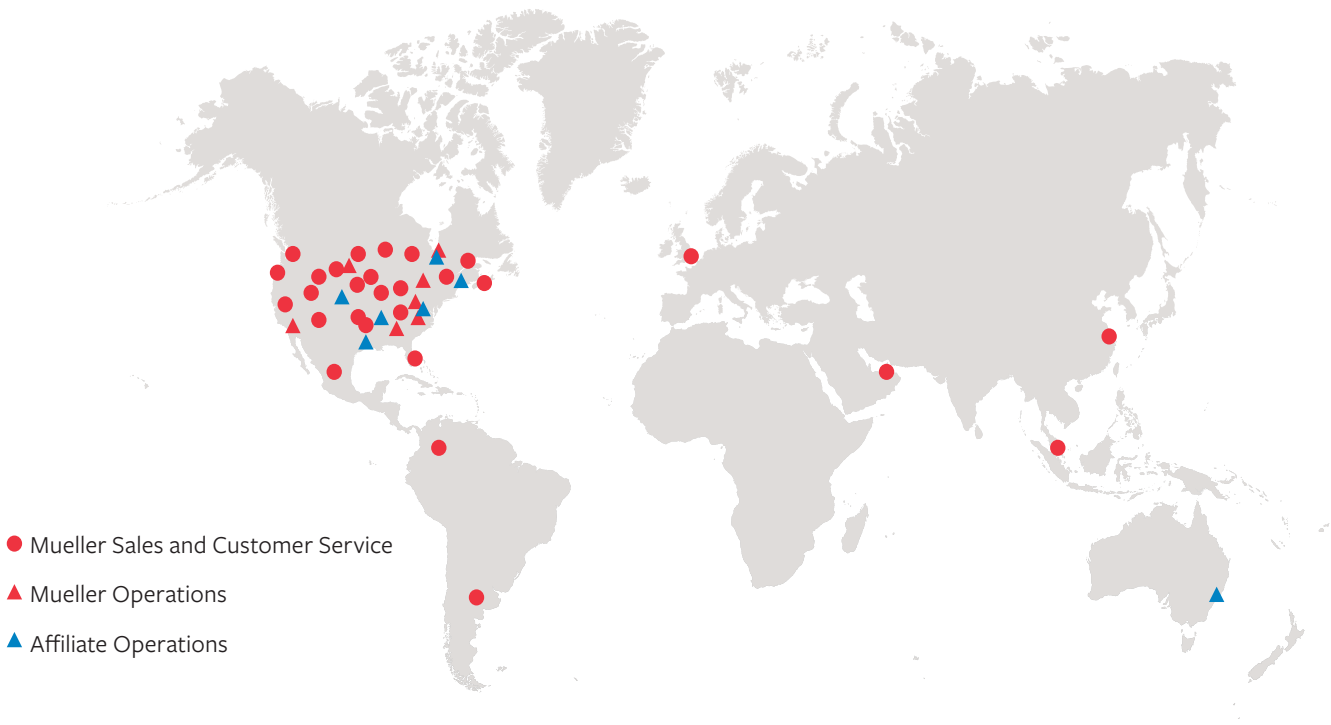 Mueller Sales and Customer Service
Mueller Operations
Affiliate Operations